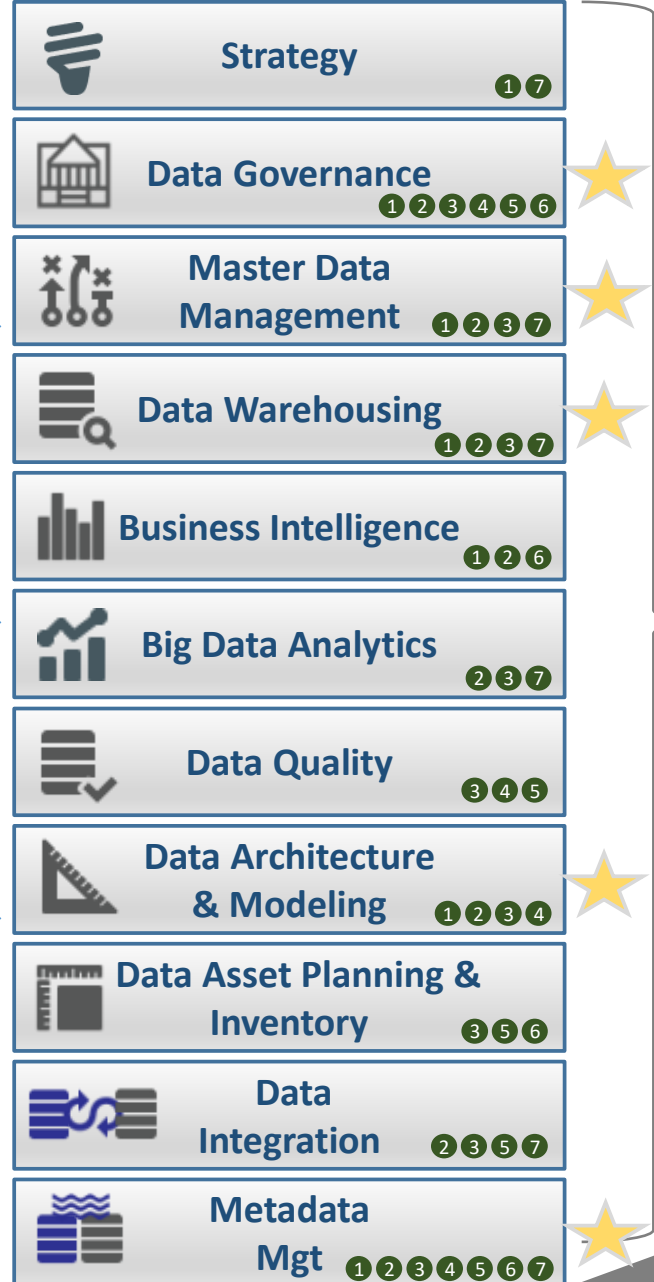 Strategy
1 7
Data Governance
1 2 3 4 5 6
Master Data
Management 1 2 3 7
Data Warehousing
1 2 3 7
Business Intelligence
1 2 6
Big Data Analytics
2 3 7
Data Quality
3 4 5
Data Architecture
& Modeling 1 2 3 4
Data Asset Planning &
Inventory 3 5 6
Data
Integration 2 3 5 7
Metadata
Mgt 1 2 3 4 5 6 7